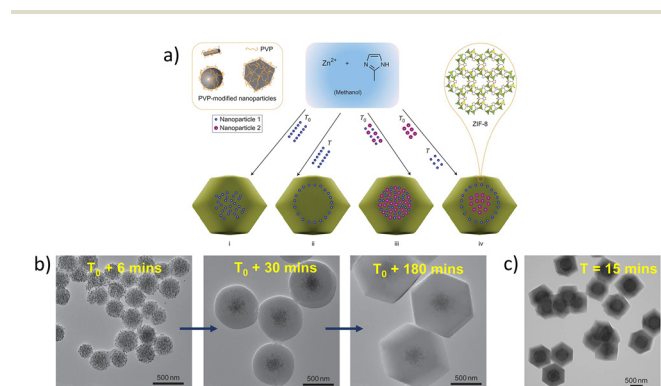 a)
PVP
PVP-modified nanoparticles
Nanoparticle 1
Nanoparticle 2
Zn2+ + N NH
(Methanol)
ZIF-8
T0 T T0 T0 T
i ii iii iv
b) T0 + 6 mins T0 + 30 mins T0 + 180 mins c) T = 15 mins
500 nm 500 nm 500 nm 500 nm